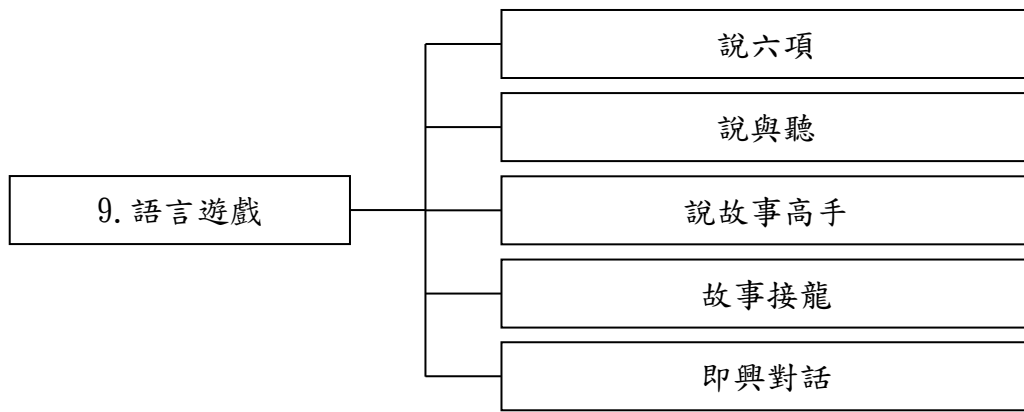 9.語言遊戲
說六項
說與聽
說故事高手
故事接龍
即興對話